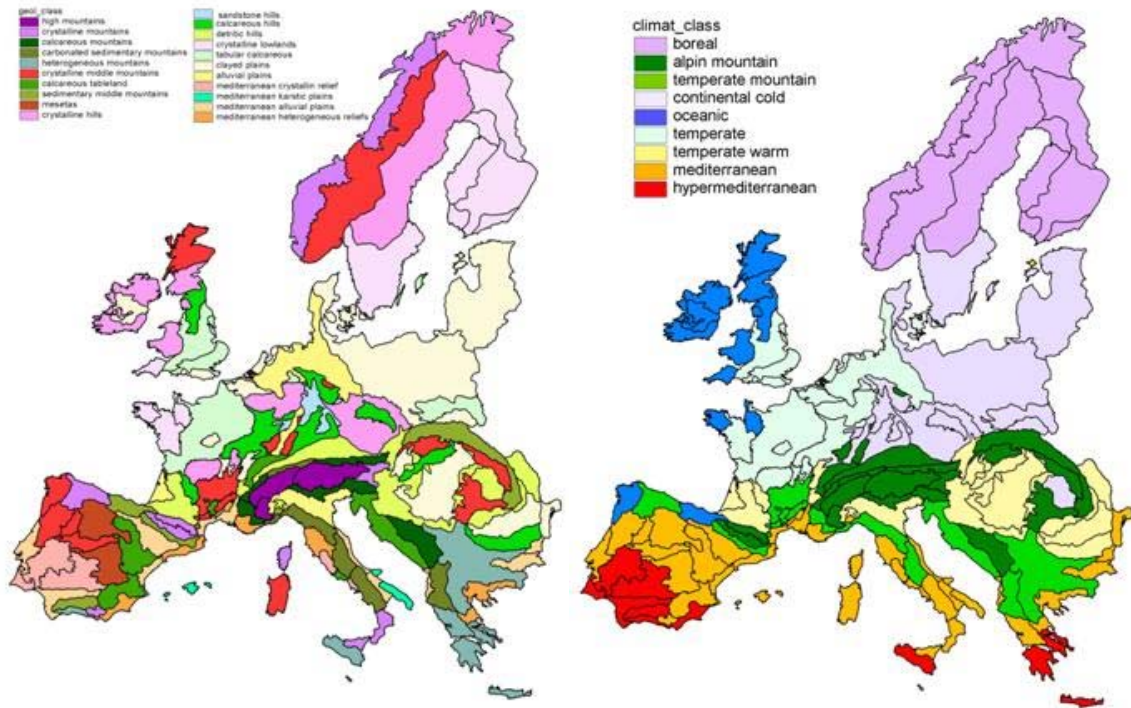 geol_class
high mountains
crystalline mountains
calcareous mountains
carbonated sedimentary mountains
heterogeneous mountains
crystalline middle mountains
calcareous tableland
sedimentary middle mountains
mesetas
crystalline hills
sandstone hills
calcareous hills
detritic hills
crystalline lowlands
tabular calcareous
clayed plains
alluvial plains
mediterranean crystallin relief
mediterranean karstic plains
mediterranean alluvial plains
mediterranean heterogeneous reliefs
climat_class
boreal
alpin mountain
temperate mountain
continental cold
oceanic
temperate
temperate warm
mediterranean
hypermediterranean